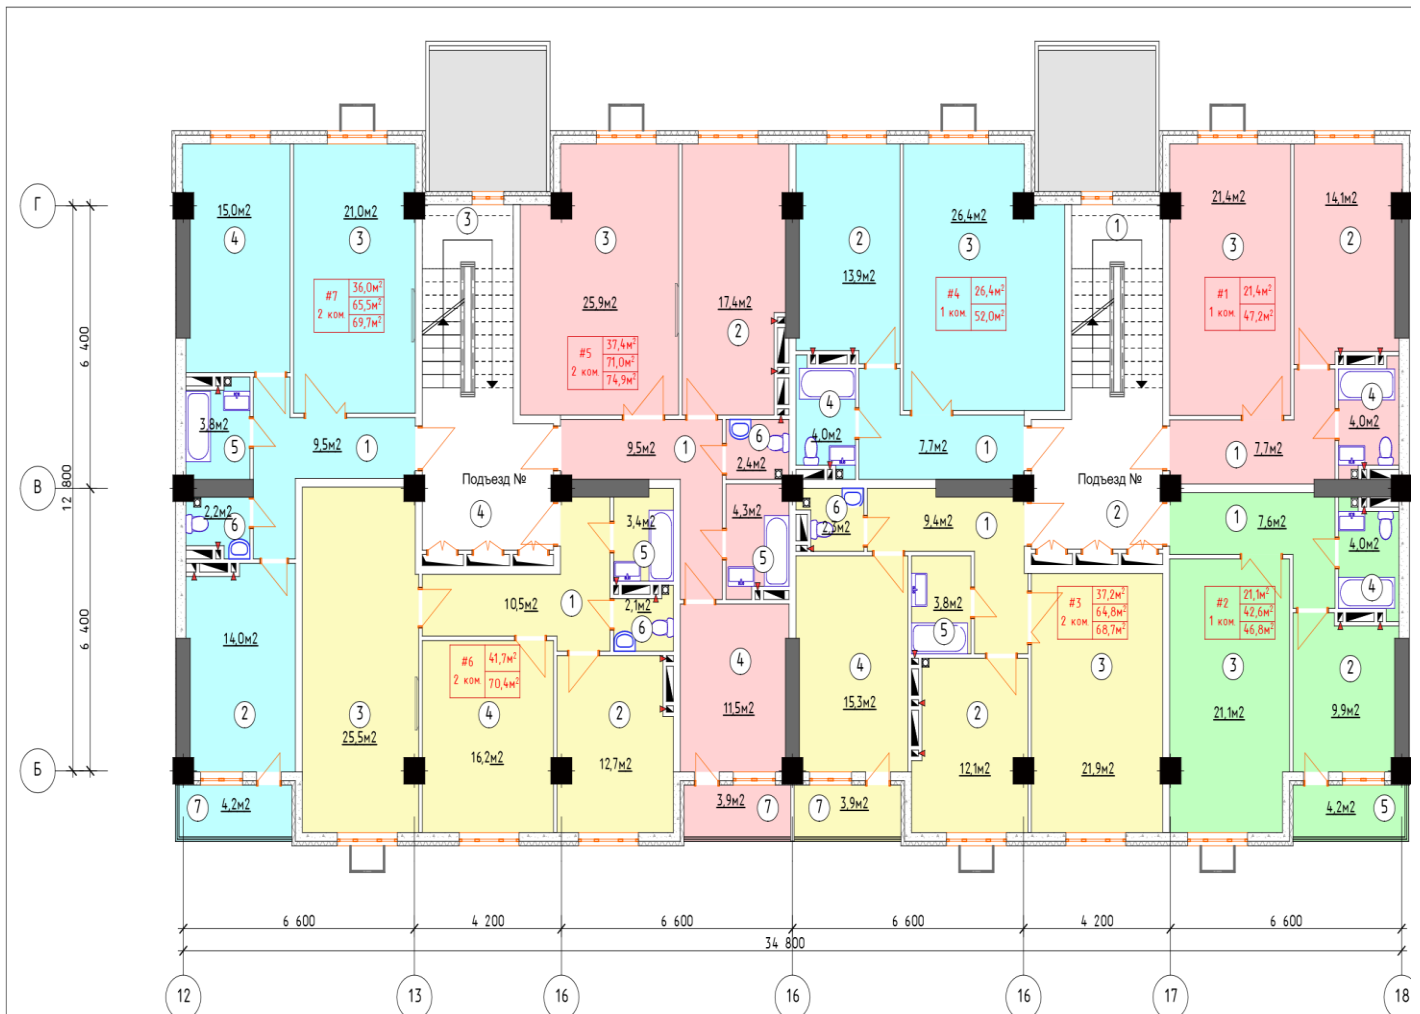 3
1
Г
15,0м2
4
21,0м2
3
#7
2 ком.
36,0м²
65,5м²
69,7м²
3
25,9м2
17,4м2
2
#5
2 ком.
37,4м²
71,0м²
74,9м²
2
13,9м2
26,4м2
3
#4
1 ком.
26,4м²
52,0м²
21,4м2
3
14,1м2
2
#1
1 ком.
21,4м²
47,2м²
6 400
12 800
3,8м2
5
9,5м2
1
9,5м2
1
6
2,4м2
4
4,0м2
7,7м2
1
7,7м2
1
4
4,0м2
В
Подъезд №
4
Подъезд №
2
2,2м2
6
3,4м2
5
4,3м2
5
6
2,3м2
9,4м2
1
1
7,6м2
4,0м2
4
6 400
14,0м2
2
10,5м2
1
2,1м2
6
3,8м2
5
#3
2 ком.
37,2м²
64,8м²
68,7м²
#2
1 ком.
21,1м²
42,6м²
46,8м²
#6
2 ком.
41,7м²
70,4м²
3
25,5м2
4
16,2м2
2
12,7м2
4
11,5м2
4
15,3м2
2
12,1м2
3
21,9м2
3
21,1м2
2
9,9м2
Б
7
4,2м2
3,9м2
7
7
3,9м2
4,2м2
5
6 600
4 200
6 600
6 600
4 200
6 600
34 800
12
13
16
16
16
17
18